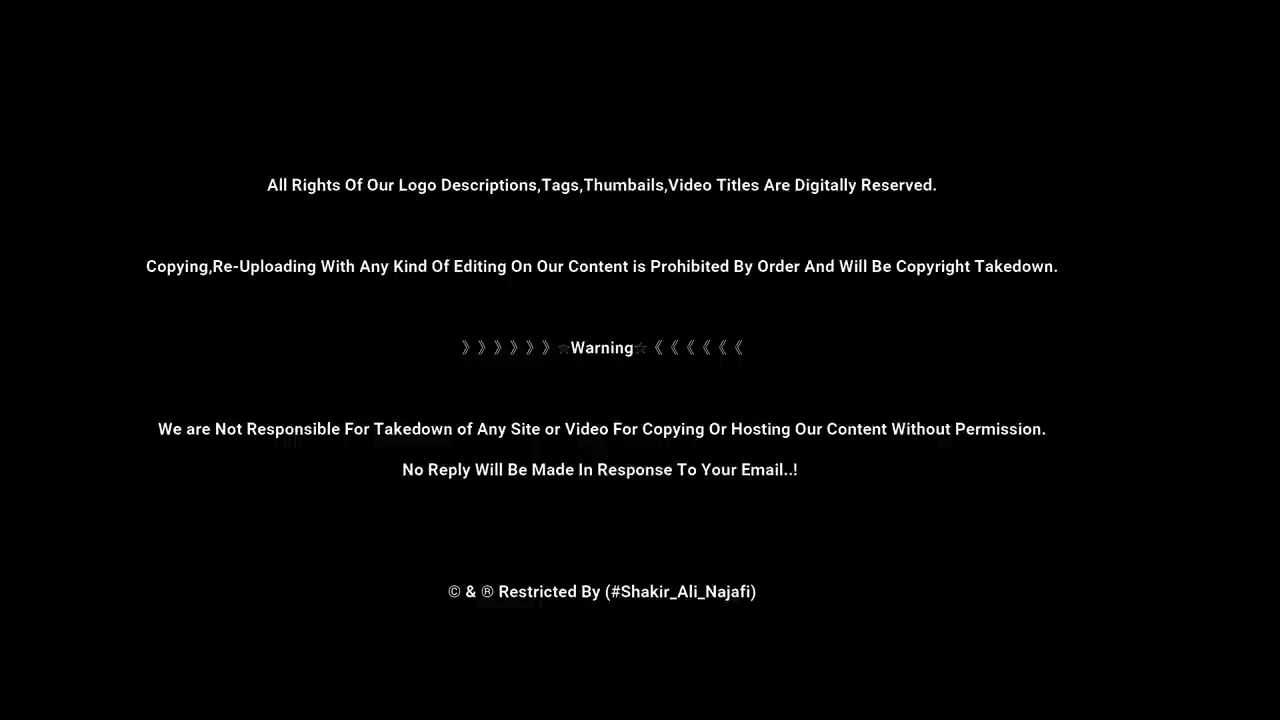 All Rights Of Our Logo Descriptions,Tags,Thumbails,Video Titles Are Digitally Reserved.
Copying,Re-Uploading With Any Kind Of Editing On Our Content is Prohibited By Order And Will Be Copyright Takedown.
》》》》》》☆Warning☆《《《《《《
We are Not Responsible For Takedown of Any Site or Video For Copying Or Hosting Our Content Without Permission.
No Reply Will Be Made In Response To Your Email..!
© & ® Restricted By (#Shakir_Ali_Najafi)